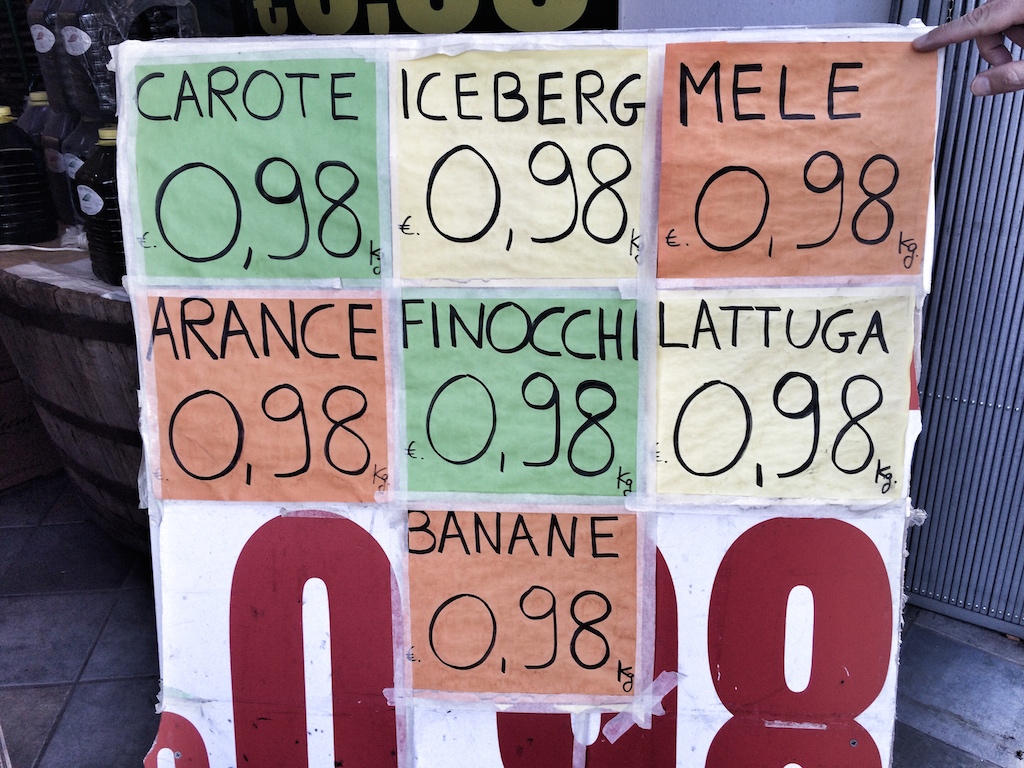 CAROTE
€. 0,98 Kg
ICEBERG
€. 0,98 K
MELE
€. 0,98 Kg.
ARANCE
€. 0,98 Kg.
FINOCCHI
€. 0,98 Kg
LATTUGA
€. 0,98 Kg.
BANANE
€. 0,98 Kg
0,98